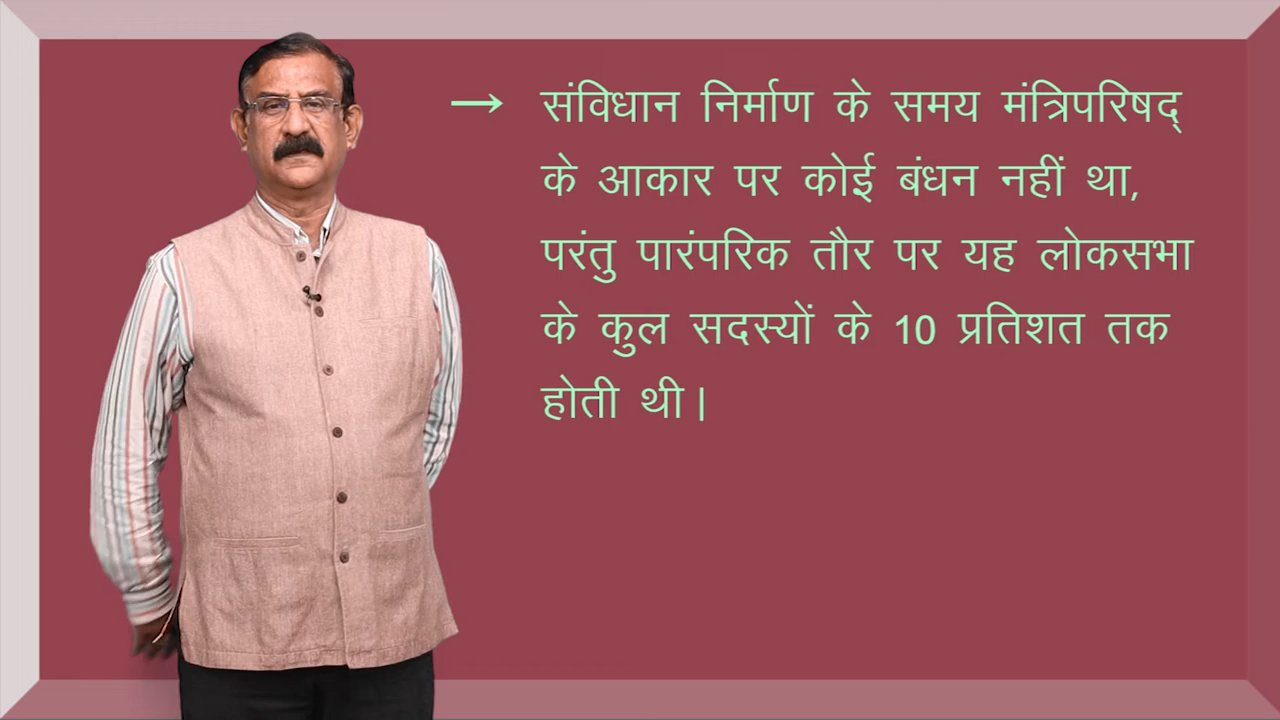 → संविधान निर्माण के समय मंत्रिपरिषद्
के आकार पर कोई बंधन नहीं था,
परंतु पारंपरिक तौर पर यह लोकसभा
के कुल सदस्यों के 10 प्रतिशत तक
होती थी।